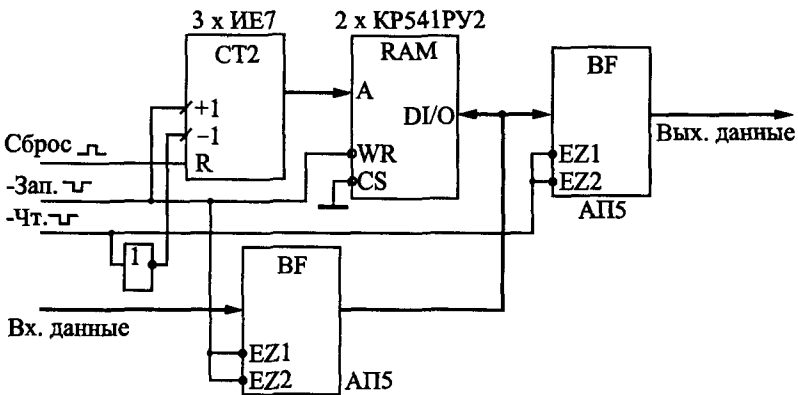 3 x ИЕ7
2 x КР541РУ2
CT2
RAM
BF
+1
-1
R
A
DI/O
WR
CS
EZ1
EZ2
АП5
Вых. данные
Сброс
-Зап.
-Чт.
1
BF
Вх. данные
EZ1
EZ2
АП5